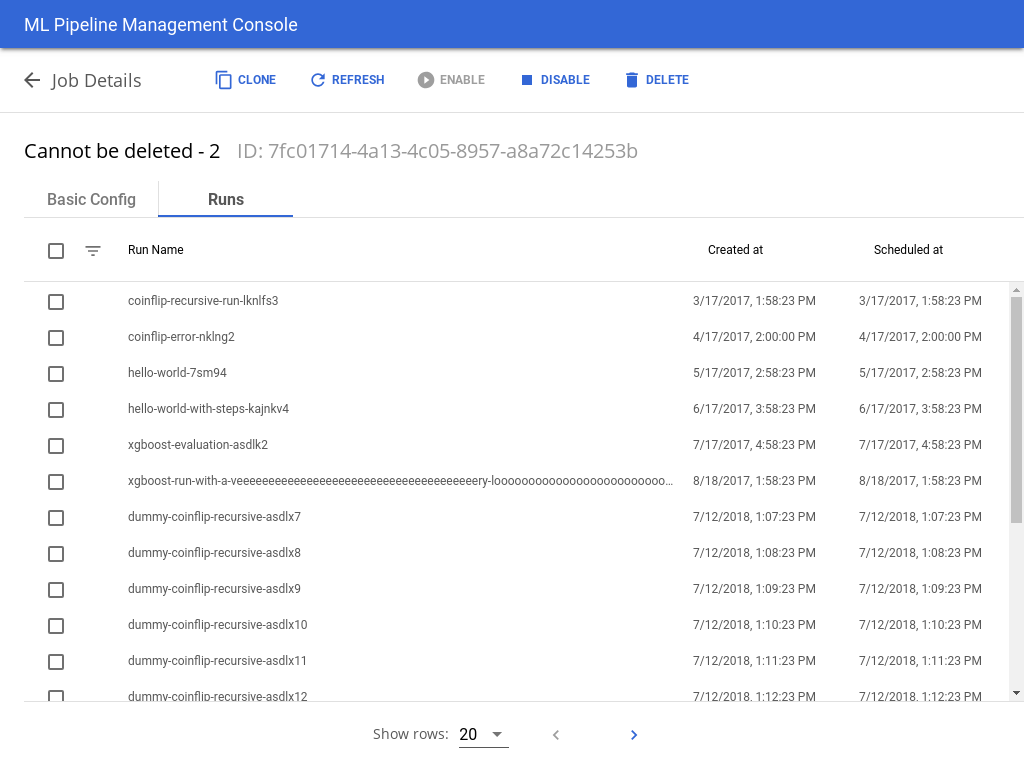 ML Pipeline Management Console
Job Details CLONE REFRESH ENABLE DISABLE DELETE
Cannot be deleted - 2 ID: 7fc01714-4a13-4c05-8957-a8a72c14253b
Basic Config Runs
Run Name Created at Scheduled at
coinflip-recursive-run-lknlfs3 3/17/2017, 1:58:23 PM 3/17/2017, 1:58:23 PM
coinflip-error-nklng2 4/17/2017, 2:00:00 PM 4/17/2017, 2:00:00 PM
hello-world-7sm94 5/17/2017, 2:58:23 PM 5/17/2017, 2:58:23 PM
hello-world-with-steps-kajnkv4 6/17/2017, 3:58:23 PM 6/17/2017, 3:58:23 PM
xgboost-evaluation-asdlk2 7/17/2017, 4:58:23 PM 7/17/2017, 4:58:23 PM
xgboost-run-with-a-veeeeeeeeeeeeeeeeeeeeeeeeeeeeeeeeeeeeeeery-looooooooooooooooooooooooooo… 8/18/2017, 1:58:23 PM 8/18/2017, 1:58:23 PM
dummy-coinflip-recursive-asdlx7 7/12/2018, 1:07:23 PM 7/12/2018, 1:07:23 PM
dummy-coinflip-recursive-asdlx8 7/12/2018, 1:08:23 PM 7/12/2018, 1:08:23 PM
dummy-coinflip-recursive-asdlx9 7/12/2018, 1:09:23 PM 7/12/2018, 1:09:23 PM
dummy-coinflip-recursive-asdlx10 7/12/2018, 1:10:23 PM 7/12/2018, 1:10:23 PM
dummy-coinflip-recursive-asdlx11 7/12/2018, 1:11:23 PM 7/12/2018, 1:11:23 PM
dummy-coinflip-recursive-asdlx12 7/12/2018, 1:12:23 PM 7/12/2018, 1:12:23 PM
Show rows: 20